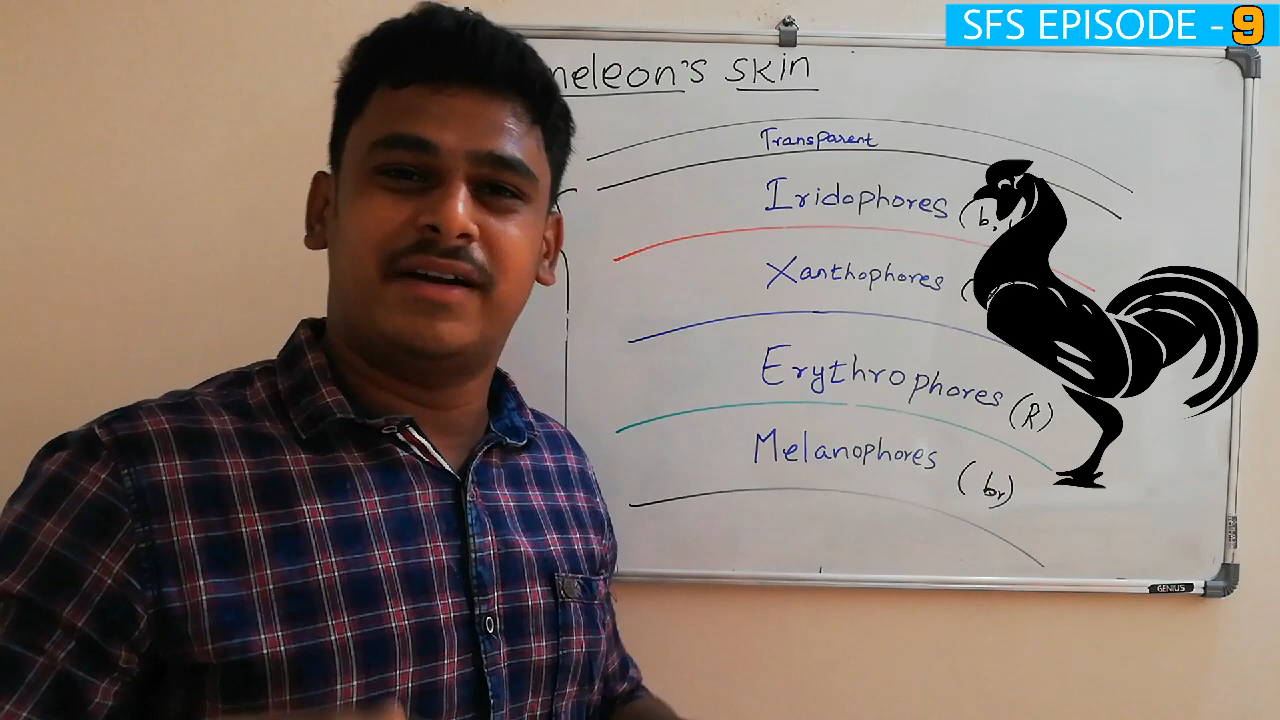 SFS EPISODE - 9
meleon's skin
Transparent
Iridophores (b,
Xanthophores (
Erythrophores (R)
Melanophores (br)
GENIUS